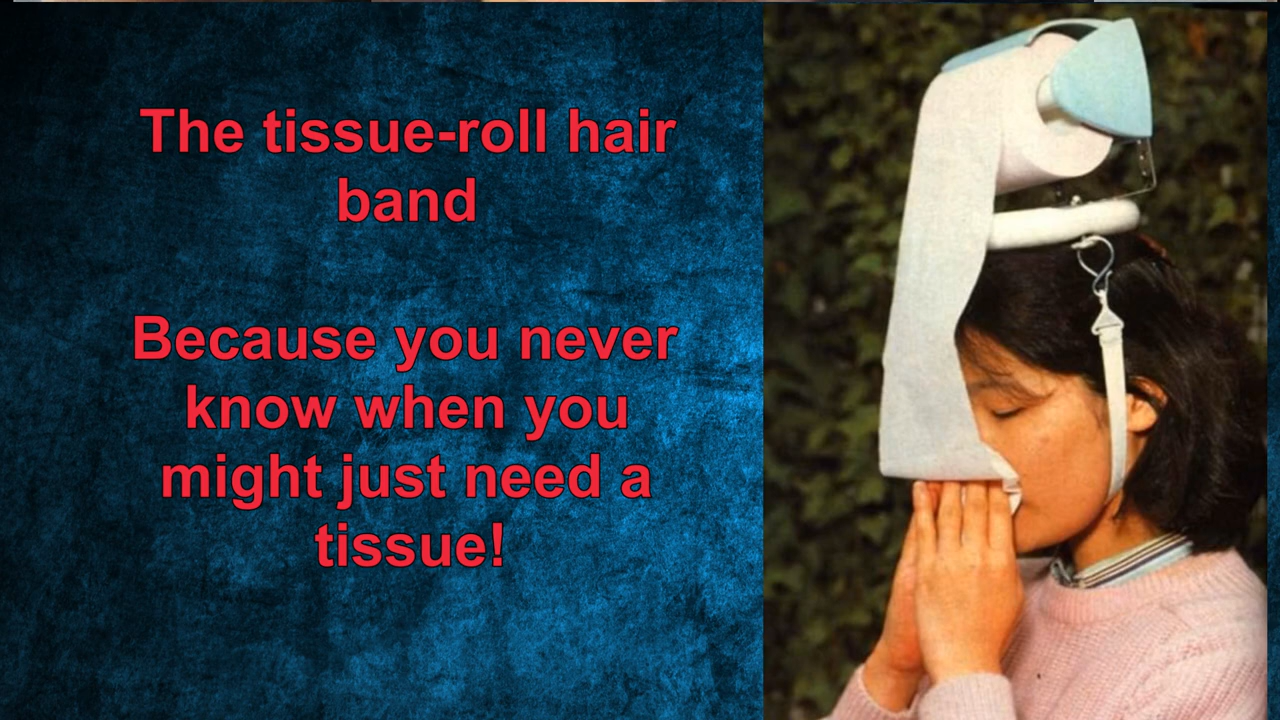 The tissue-roll hair
band
Because you never
know when you
might just need a
tissue!